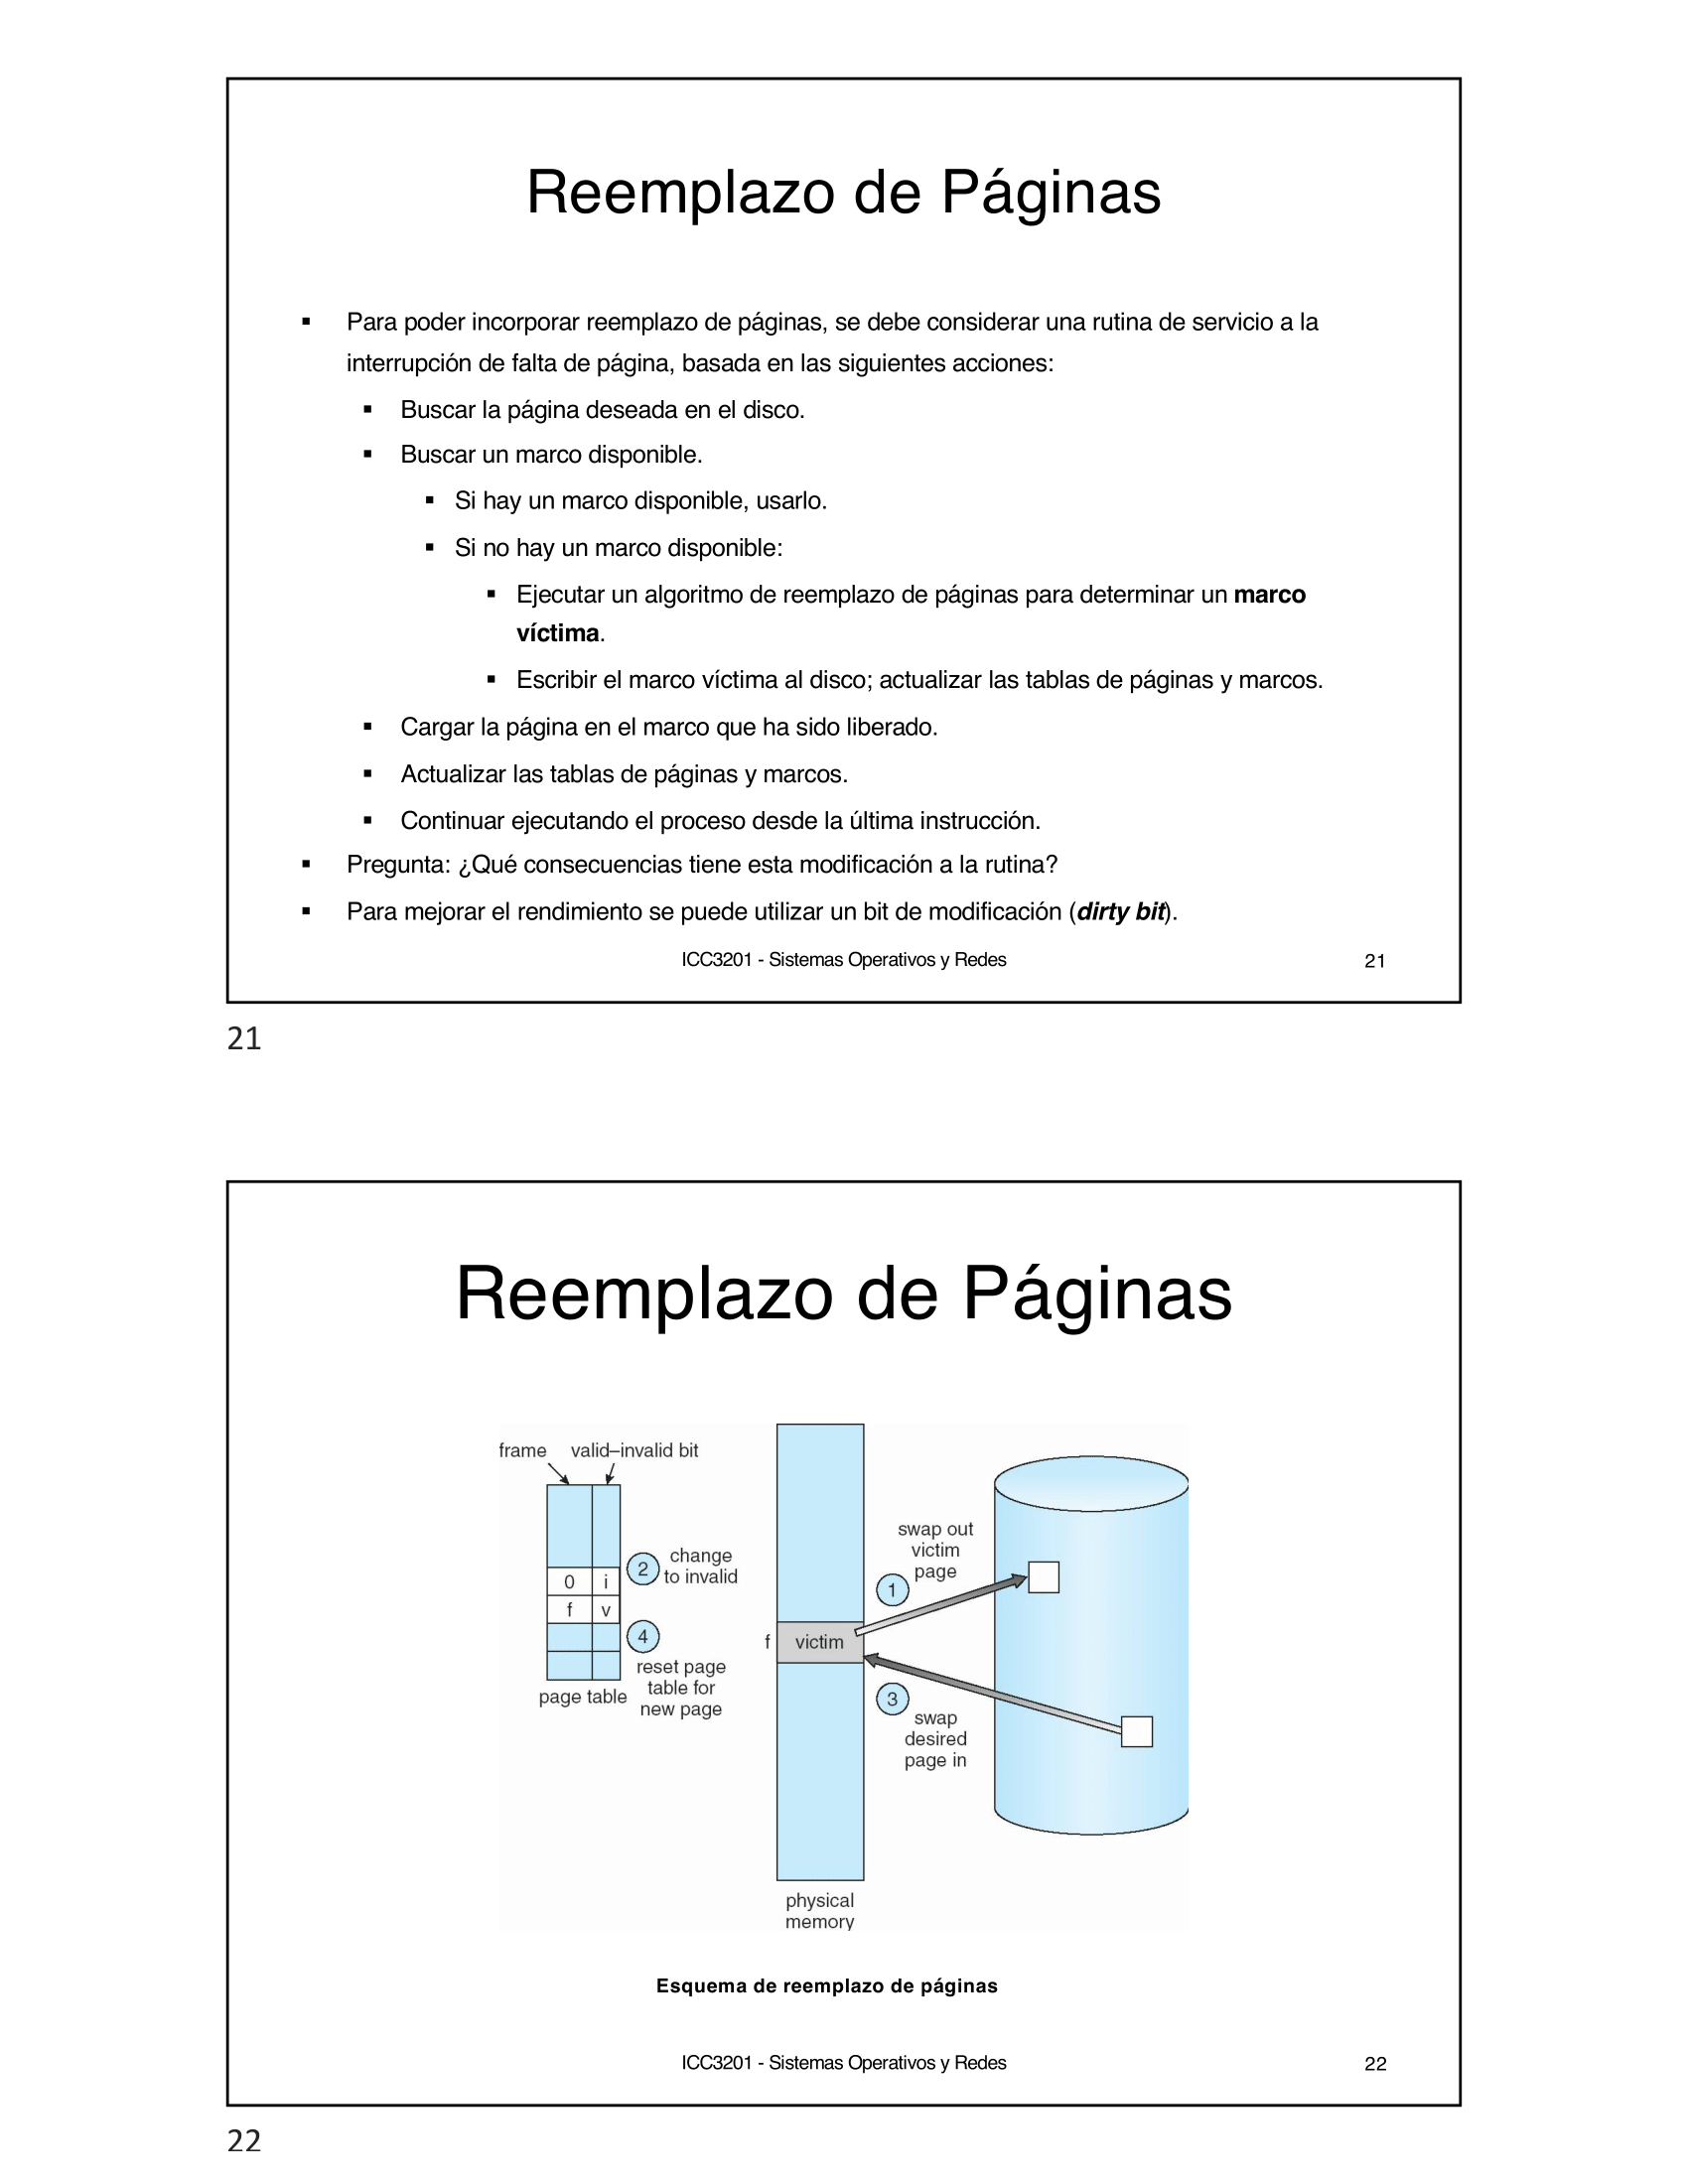 Reemplazo de Páginas
▪ Para poder incorporar reemplazo de páginas, se debe considerar una rutina de servicio a la
interrupción de falta de página, basada en las siguientes acciones:
▪ Buscar la página deseada en el disco.
▪ Buscar un marco disponible.
▪ Si hay un marco disponible, usarlo.
▪ Si no hay un marco disponible:
▪ Ejecutar un algoritmo de reemplazo de páginas para determinar un marco
víctima.
▪ Escribir el marco víctima al disco; actualizar las tablas de páginas y marcos.
▪ Cargar la página en el marco que ha sido liberado.
▪ Actualizar las tablas de páginas y marcos.
▪ Continuar ejecutando el proceso desde la última instrucción.
▪ Pregunta: ¿Qué consecuencias tiene esta modificación a la rutina?
▪ Para mejorar el rendimiento se puede utilizar un bit de modificación (dirty bit).
ICC3201 - Sistemas Operativos y Redes
21
21
Reemplazo de Páginas
frame
valid–invalid bit
0 i
f v
2
change
to invalid
4
reset page
table for
new page
page table
f
victim
1
swap out
victim
page
3
swap
desired
page in
physical
memory
Esquema de reemplazo de páginas
ICC3201 - Sistemas Operativos y Redes
22
22